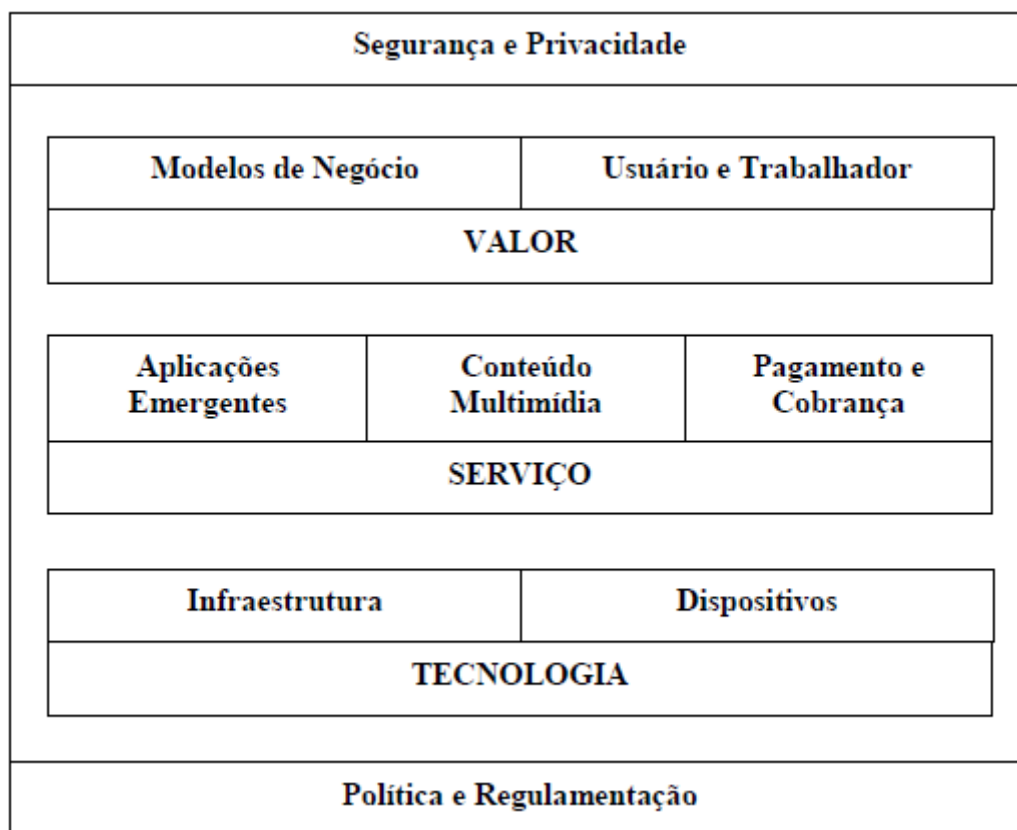 Segurança e Privacidade
Modelos de Negócio
Usuário e Trabalhador
VALOR
Aplicações
Emergentes
Conteúdo
Multimídia
Pagamento e
Cobrança
SERVIÇO
Infraestrutura
Dispositivos
TECNOLOGIA
Política e Regulamentação